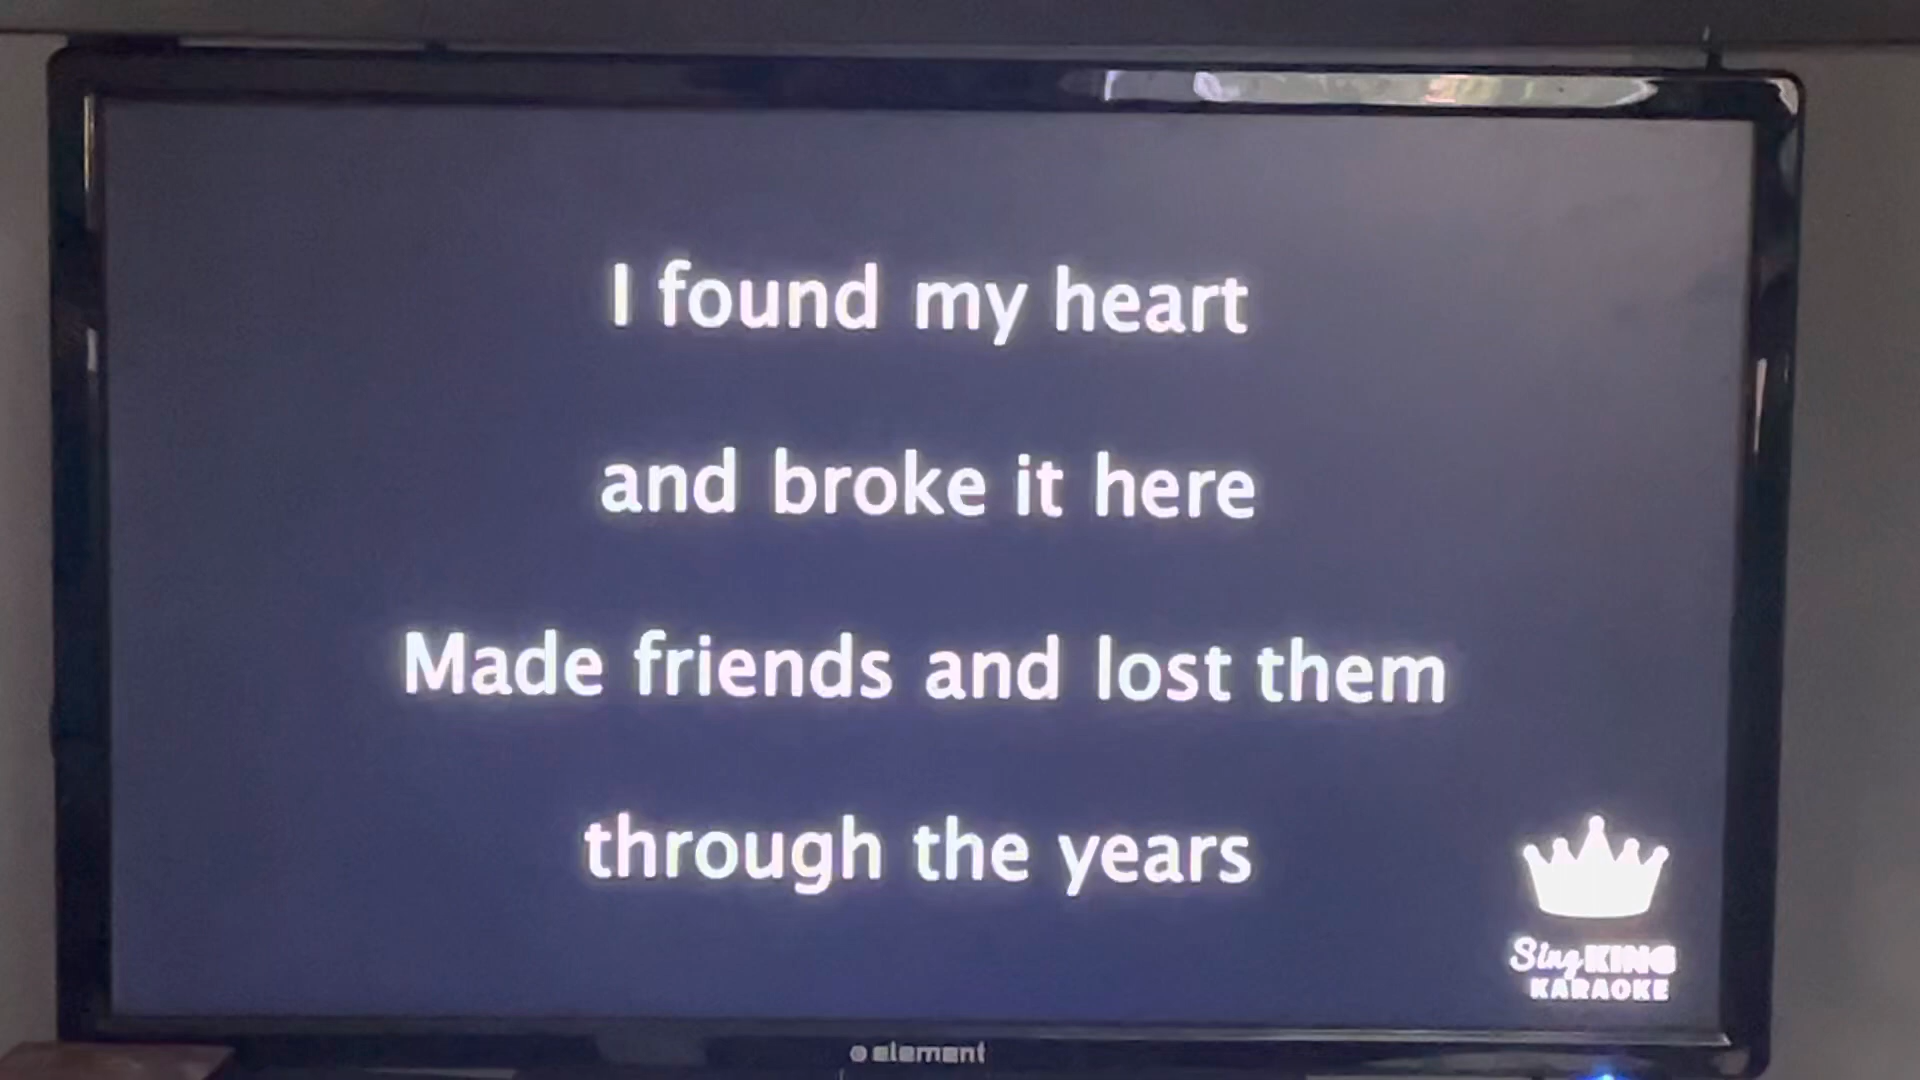 I found my heart
and broke it here
Made friends and lost them
through the years
Sing KING
KARAOKE
element